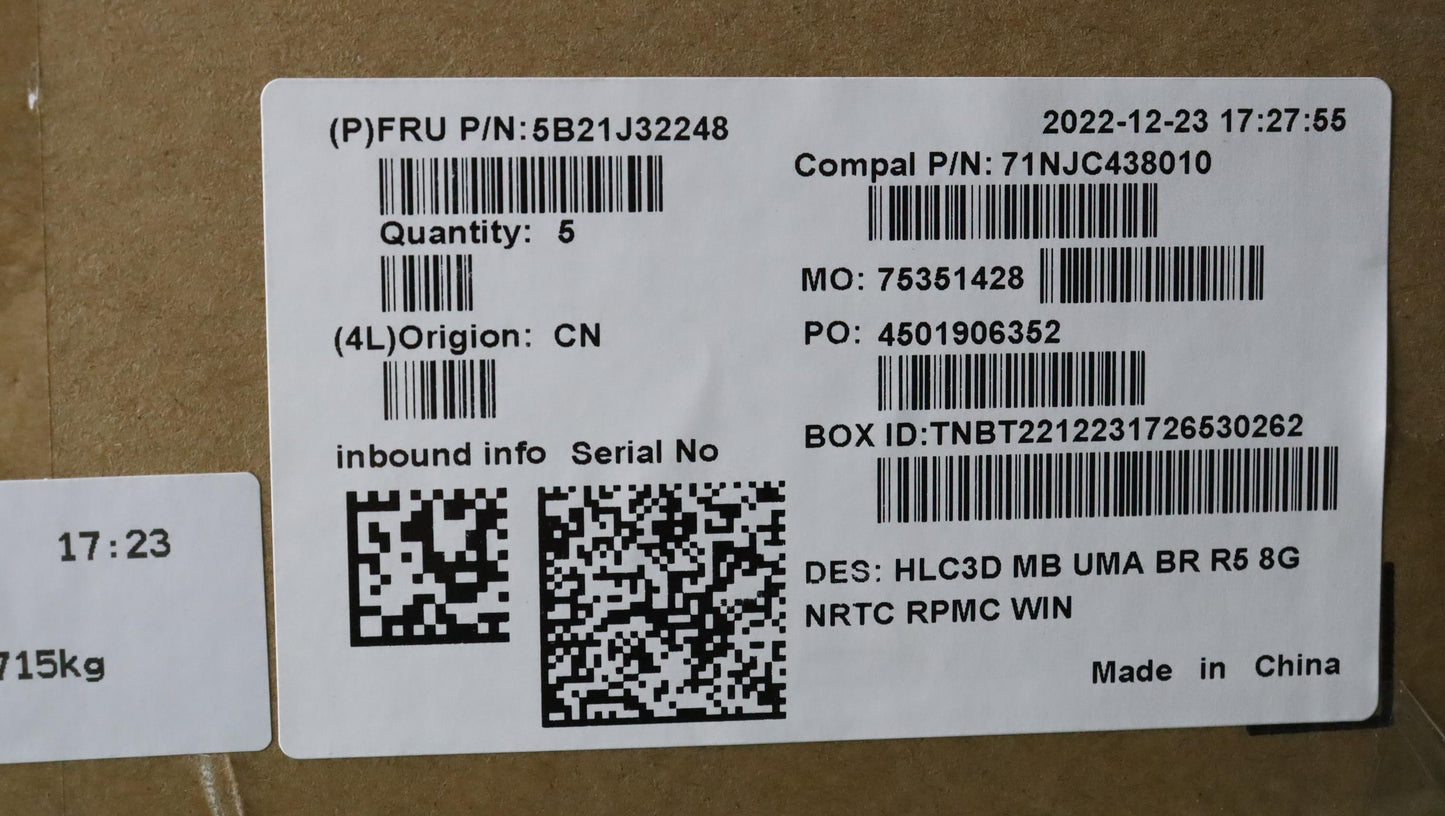 (P)FRU P/N:5B21J32248
2022-12-23 17:27:55
Compal P/N: 71NJC438010
Quantity: 5
MO: 75351428
(4L)Origion: CN
PO: 4501906352
BOX ID:TNBT2212231726530262
inbound info Serial No
DES: HLC3D MB UMA BR R5 8G
NRTC RPMC WIN
Made in China
17:23
715kg